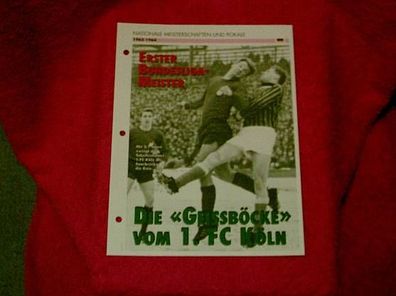 NATIONALE MEISTERSCHAFTEN UND POKALE
1963-1964
ERSTER
BUNDESLIGA-
MEISTER
DIE «GEISSBÖCKE»
VOM 1. FC KÖLN